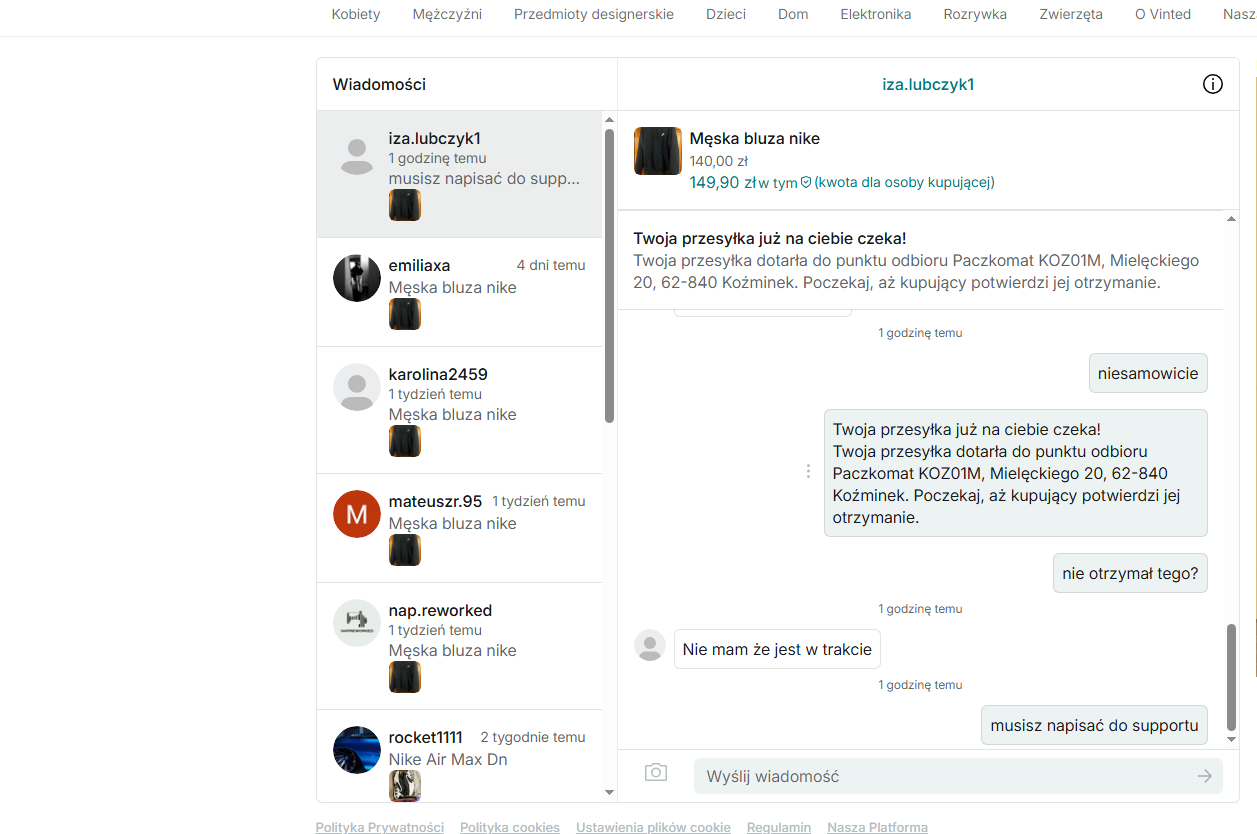 Kobiety Mężczyźni Przedmioty designerskie Dzieci Dom Elektronika Rozrywka Zwierzęta O Vinted Nasz
Wiadomości
iza.lubczyk1
1 godzinę temu
musisz napisać do supp...
emiliaxa 4 dni temu
Męska bluza nike
karolina2459
1 tydzień temu
Męska bluza nike
mateuszr.95 1 tydzień temu
M
Męska bluza nike
nap.reworked
1 tydzień temu
Męska bluza nike
rocket1111 2 tygodnie temu
Nike Air Max Dn
iza.lubczyk1
Męska bluza nike
140,00 zł
149,90 zł w tym (kwota dla osoby kupującej)
Twoja przesyłka już na ciebie czeka!
Twoja przesyłka dotarła do punktu odbioru Paczkomat KOZ01M, Mielęckiego
20, 62-840 Koźminek. Poczekaj, aż kupujący potwierdzi jej otrzymanie.
1 godzinę temu
niesamowicie
Twoja przesyłka już na ciebie czeka!
Twoja przesyłka dotarła do punktu odbioru
Paczkomat KOZ01M, Mielęckiego 20, 62-840
Koźminek. Poczekaj, aż kupujący potwierdzi jej
otrzymanie.
nie otrzymał tego?
1 godzinę temu
Nie mam że jest w trakcie
1 godzinę temu
musisz napisać do supportu
Wyślij wiadomość
Polityka Prywatności Polityka cookies Ustawienia plików cookie Regulamin Nasza Platforma